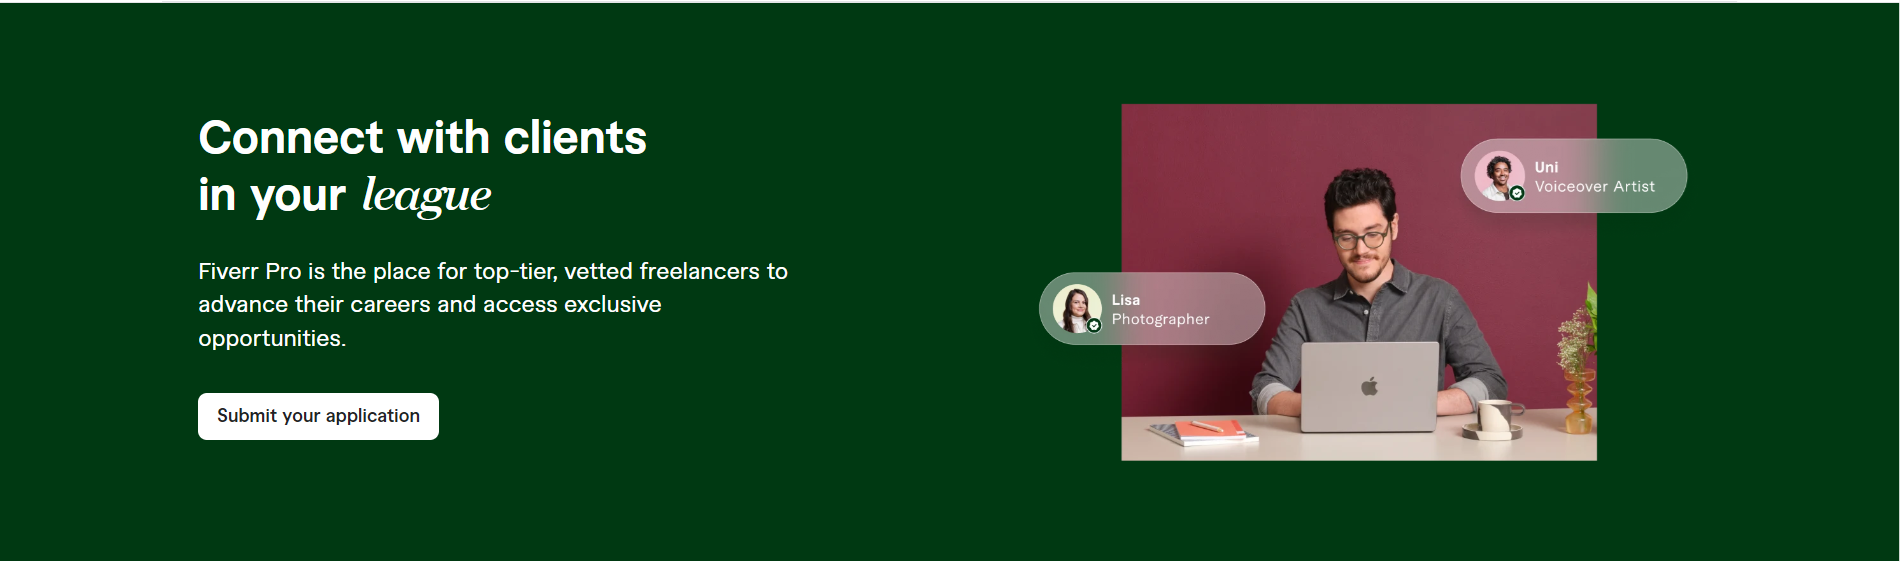 Connect with clients
in your league
Fiverr Pro is the place for top-tier, vetted freelancers to
advance their careers and access exclusive
opportunities.
Submit your application
Uni
Voiceover Artist
Lisa
Photographer